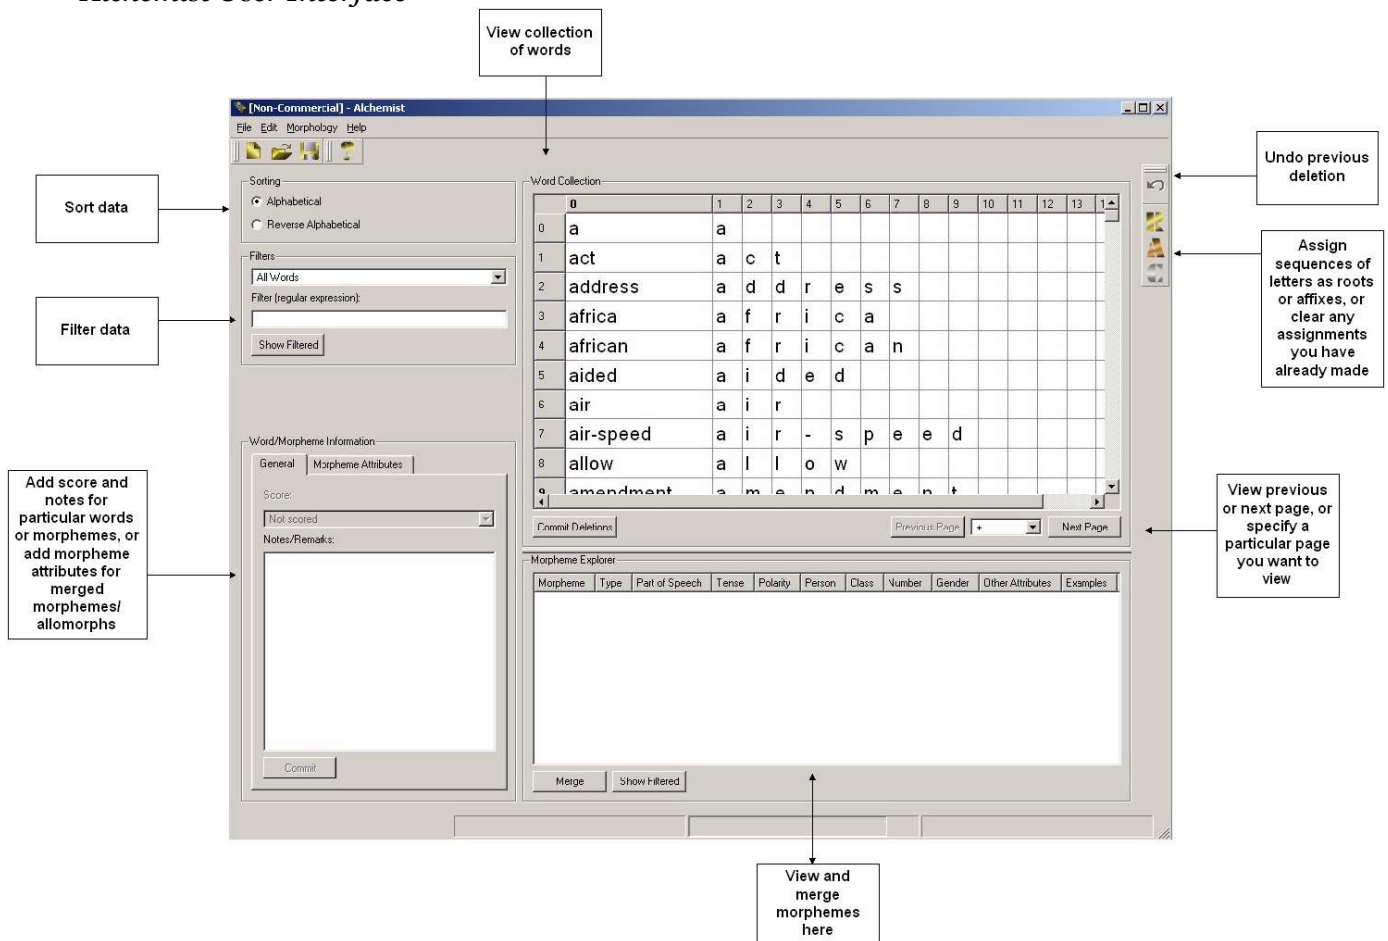 Alchemist User Interface
View collection
of words
[Non-Commercial] - Alchemist
File Edit Morphology Help
Undo previous
deletion
Sort data
Sorting
Alphabetical
Reverse Alphabetical
Filter data
Filters
All Words
Filter (regular expression):
Show Filtered
Word Collection
0 1 2 3 4 5 6 7 8 9 10 11 12 13 1
0 a a
1 act a c t
2 address a d d r e s s
3 africa a f r i c a
4 african a f r i c a n
5 aided a i d e d
6 air a i r
7 air-speed a i r - s p e e d
8 allow a l l o w
9 amendment a m e n d m e n t
Commit Deletions Previous Page + Next Page
Assign
sequences of
letters as roots
or affixes, or
clear any
assignments
you have
already made
Add score and
notes for
particular words
or morphemes, or
add morpheme
attributes for
merged
morphemes/
allomorphs
Word/Morpheme Information
General Morpheme Attributes
Score:
Not scored
Notes/Remarks:
Commit
View previous
or next page, or
specify a
particular page
you want to
view
Morpheme Explorer
Morpheme Type Part of Speech Tense Polarity Person Class Number Gender Other Attributes Examples
Merge Show Filtered
View and
merge
morphemes
here